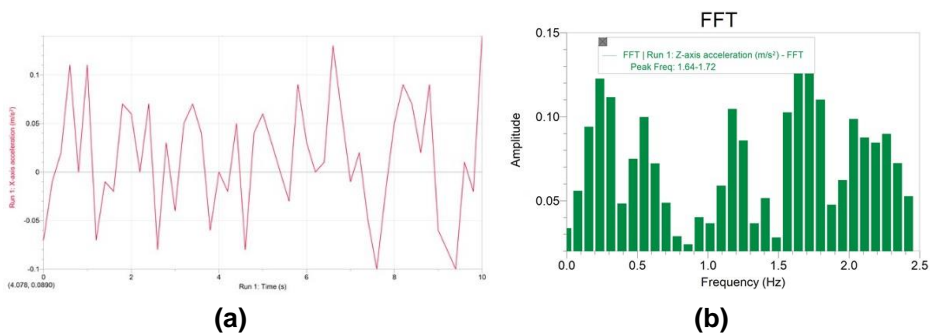 Run 1: X-axis acceleration (m/s²)
0.1
0.05
0
-0.05
-0.1
0
2
4
6
8
10
(4.078, 0.0890)
Run 1: Time (s)
(a)
FFT
FFT | Run 1: Z-axis acceleration (m/s²) - FFT
Peak Freq: 1.64-1.72
Amplitude
0.15
0.10
0.05
0.0
0.5
1.0
1.5
2.0
2.5
Frequency (Hz)
(b)